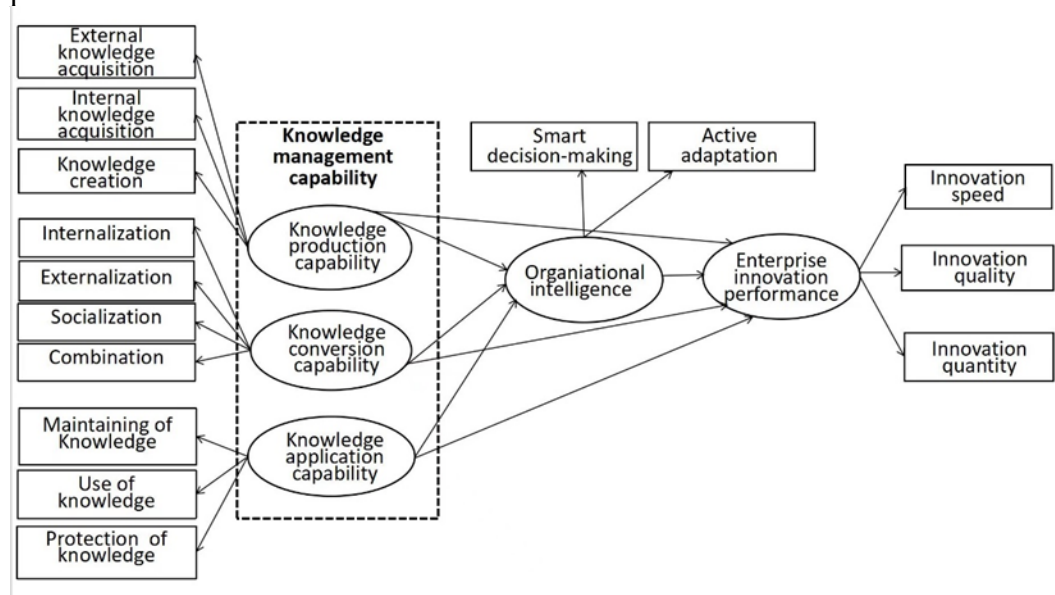 External
knowledge
acquisition
Internal
knowledge
acquisition
Knowledge
creation
Internalization
Externalization
Socialization
Combination
Maintaining of
Knowledge
Use of
knowledge
Protection of
knowledge
Knowledge
management
capability
Knowledge
production
capability
Knowledge
conversion
capability
Knowledge
application
capability
Smart
decision-making
Active
adaptation
Organiational
intelligence
Enterprise
innovation
performance
Innovation
speed
Innovation
quality
Innovation
quantity